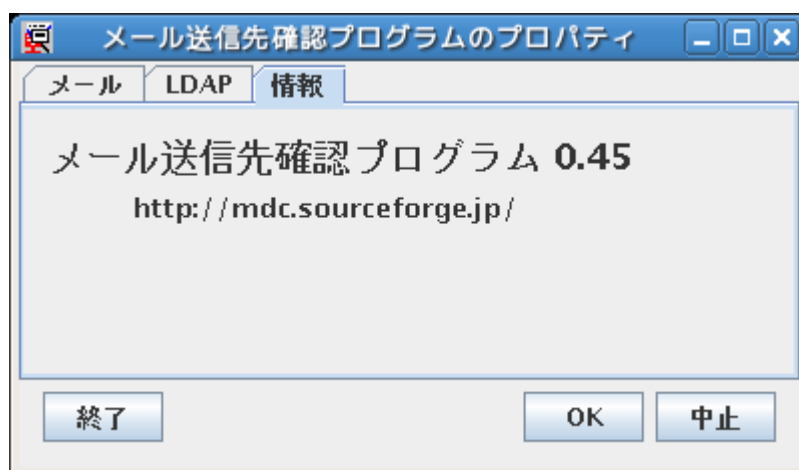 メール送信先確認プログラムのプロパティ
メール LDAP 情報
メール送信先確認プログラム 0.45
http://mdc.sourceforge.jp/
終了 OK 中止